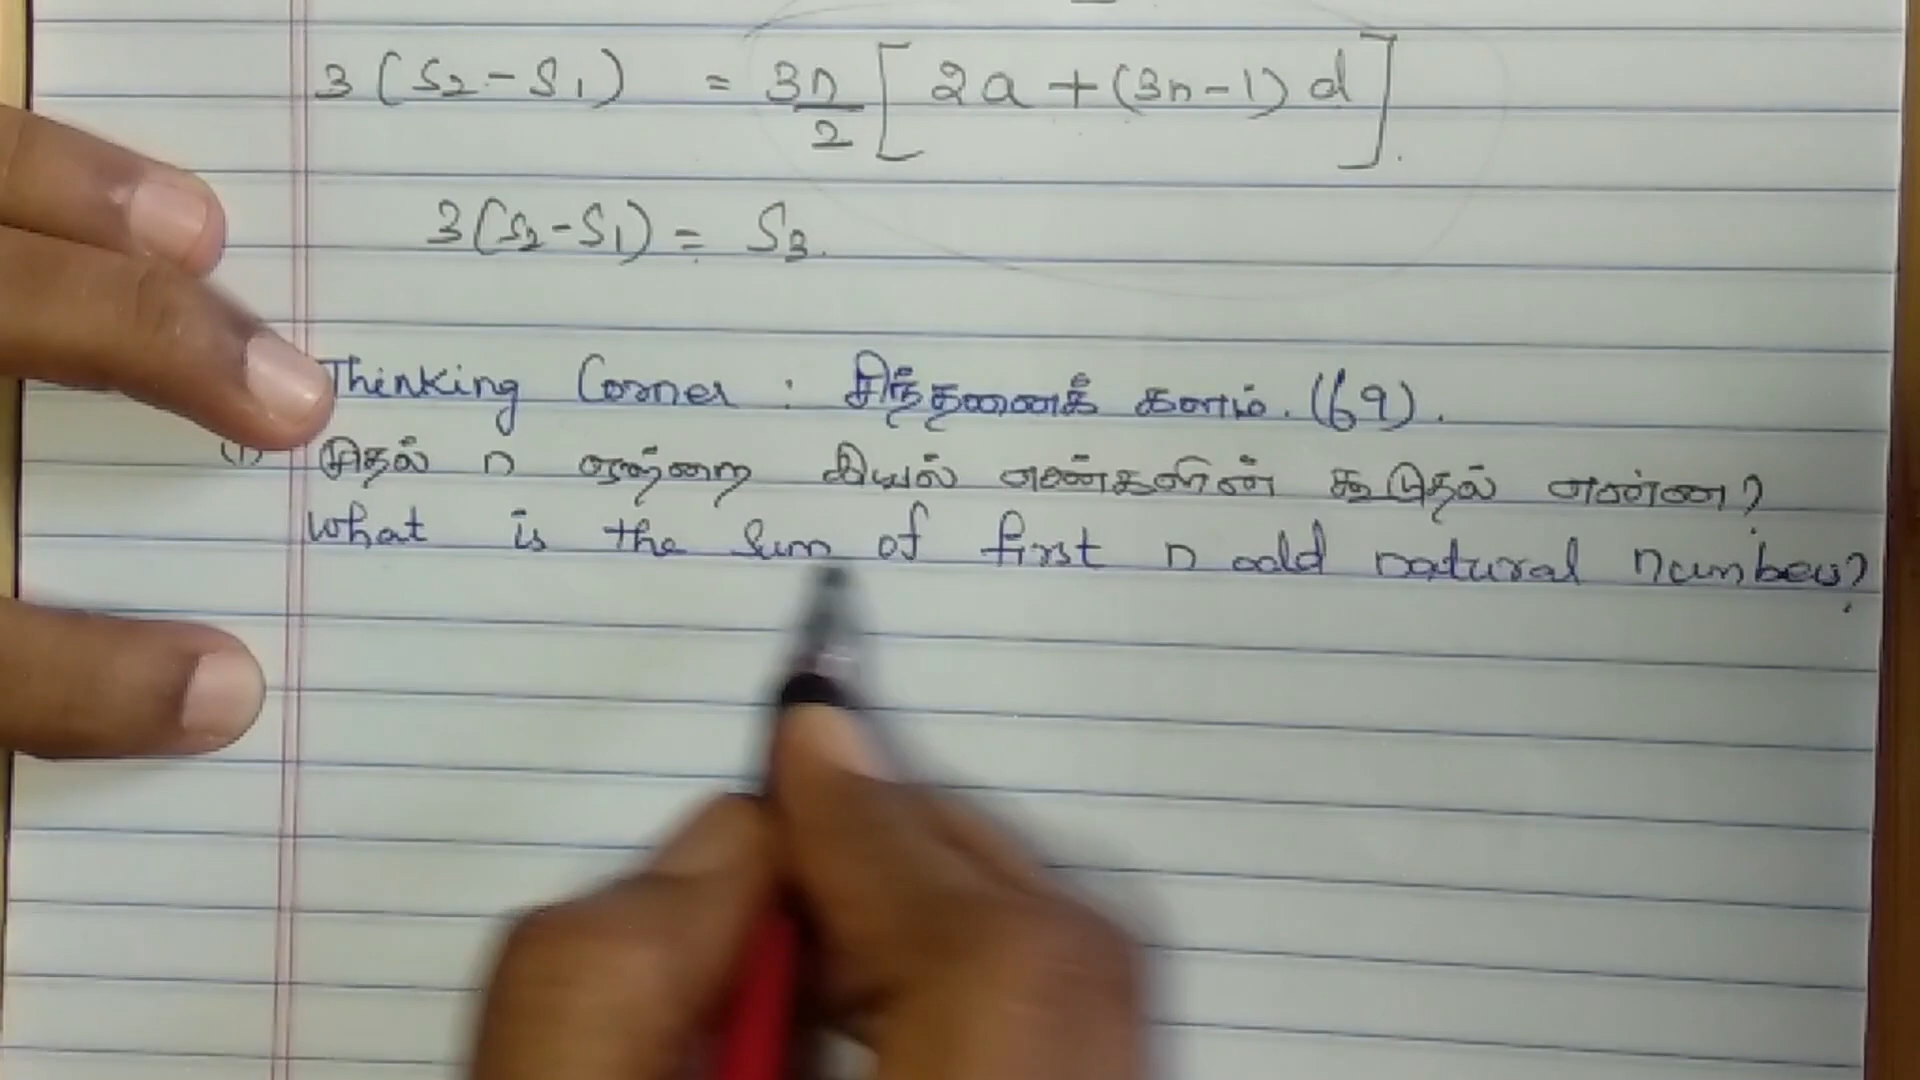 3(S₂-S₁) = 3n/2 [2a+(3n-1)d].
3(S₂-S₁) = S₃.
Thinking Corner : சிந்தனைக் களம். (69).
(1) முதல் n ஒற்றை இயல் எண்களின் கூடுதல் என்ன?
What is the sum of first n odd natural numbers?